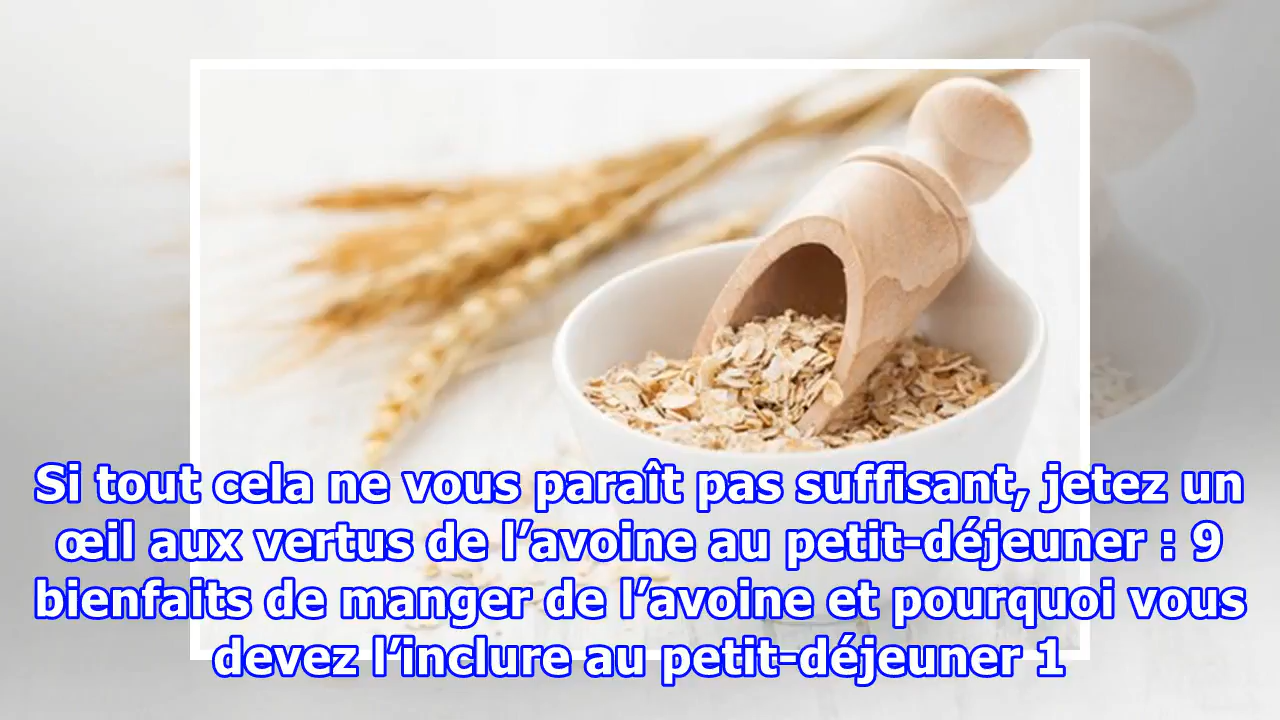 Si tout cela ne vous paraît pas suffisant, jetez un
œil aux vertus de l’avoine au petit-déjeuner : 9
bienfaits de manger de l’avoine et pourquoi vous
devez l’inclure au petit-déjeuner 1